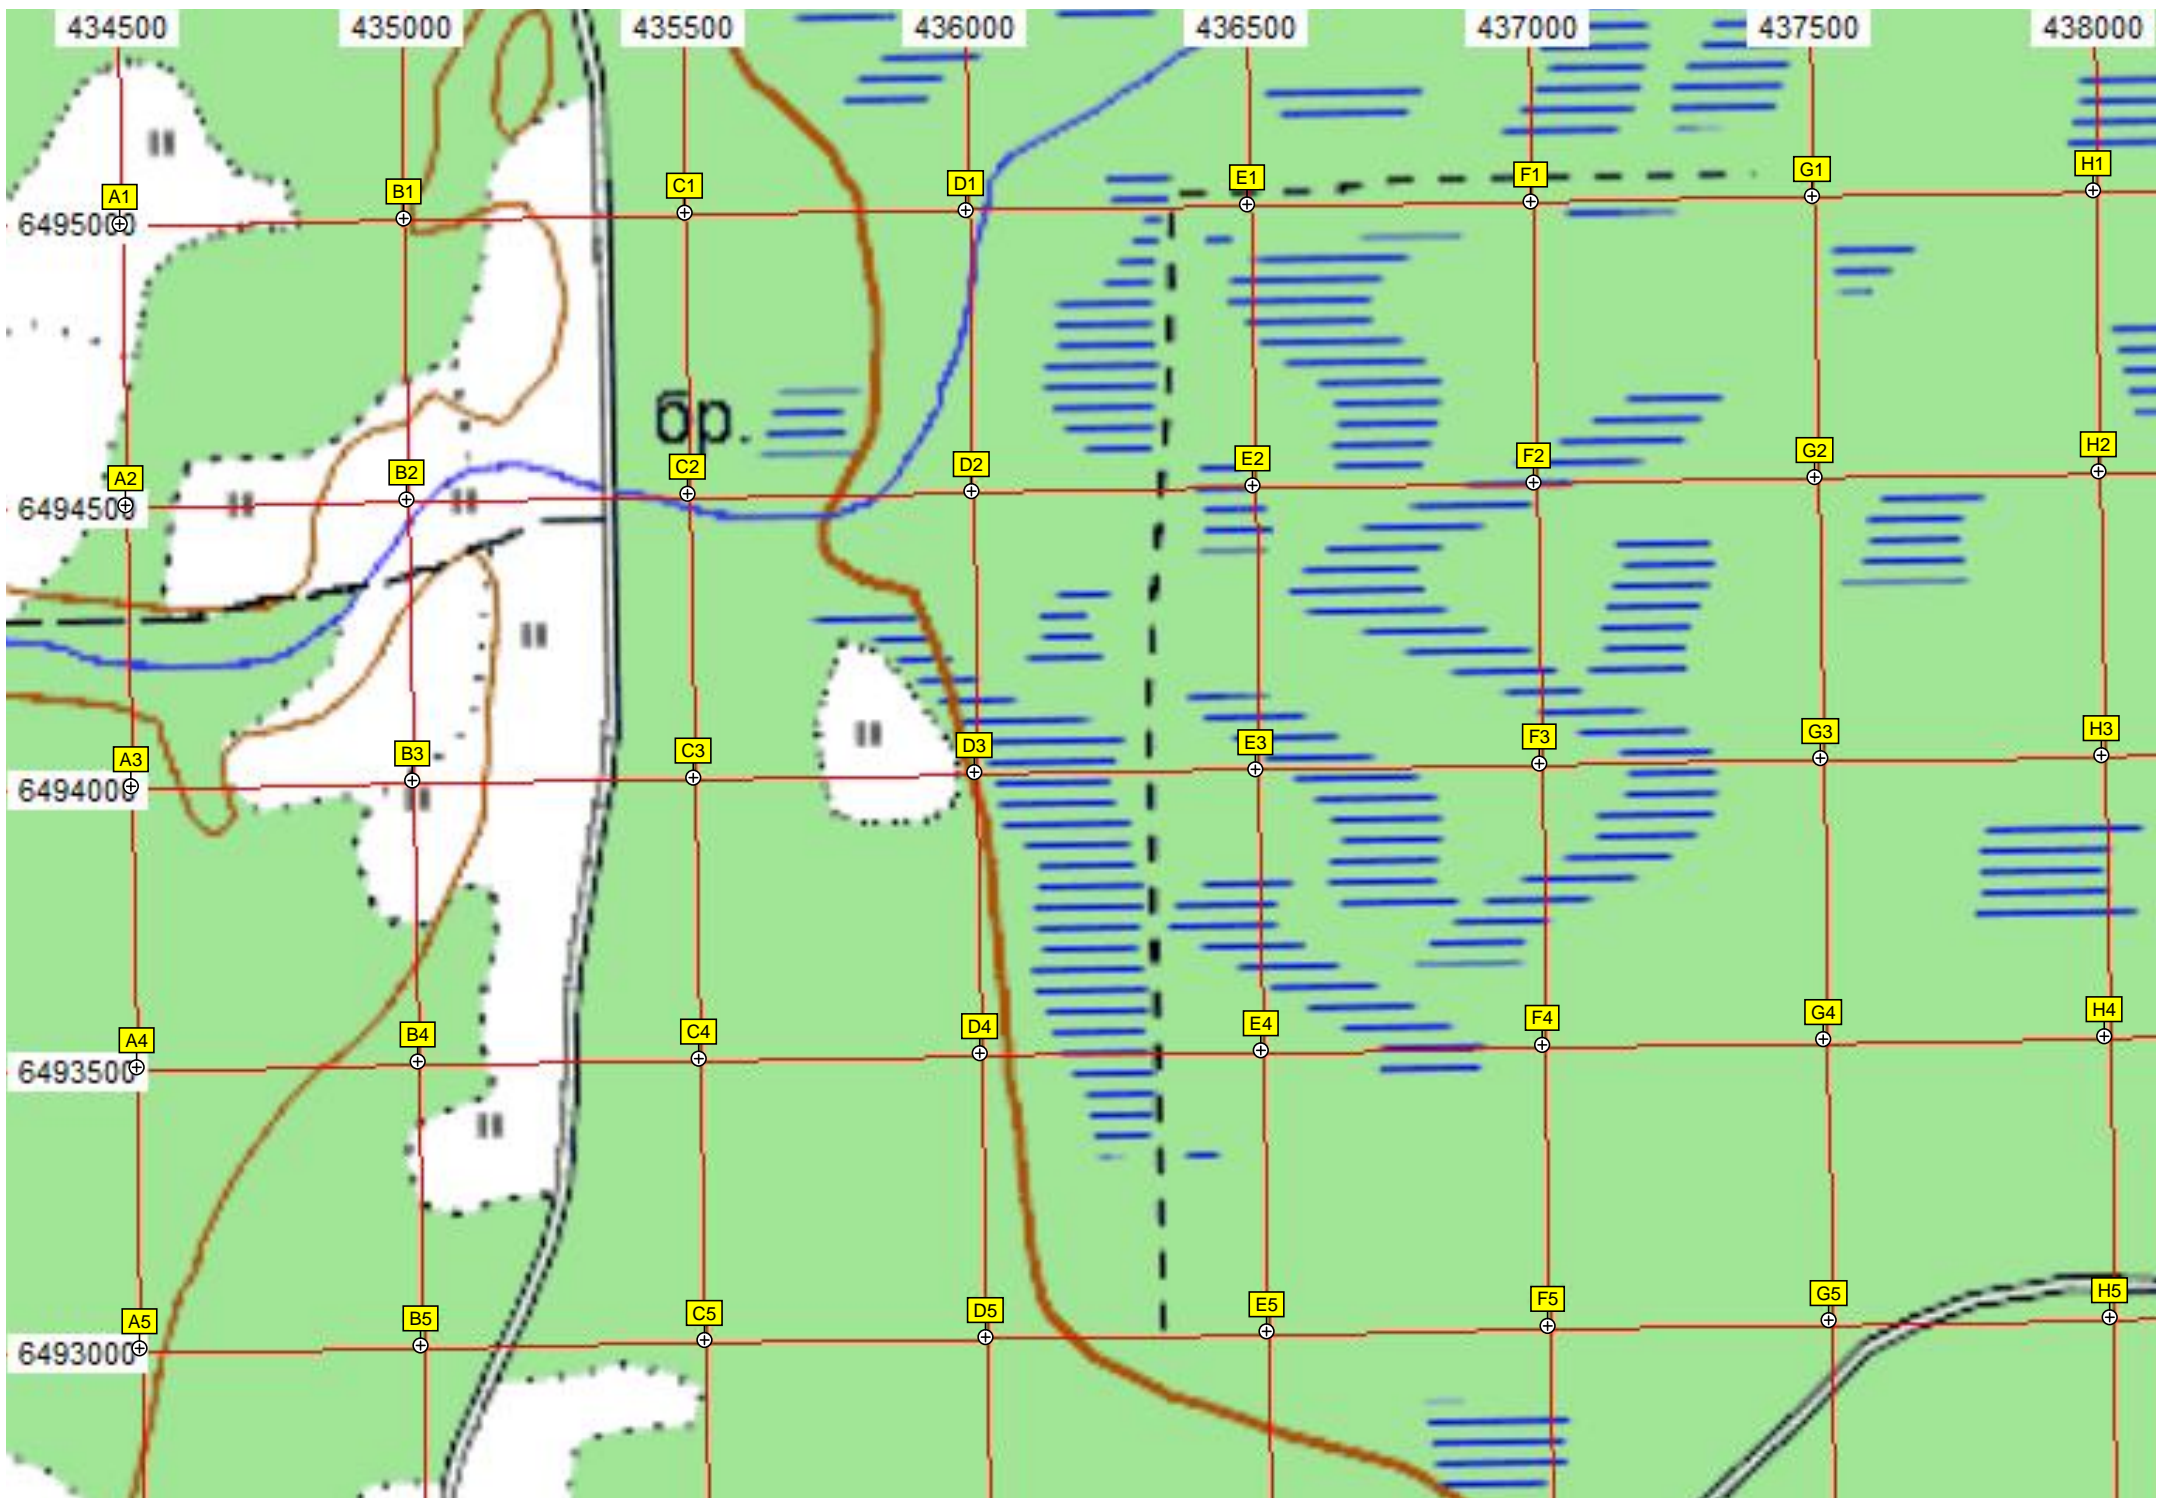 434500 435000 435500 436000 436500 437000 437500 438000
A1 B1 C1 D1 E1 F1 G1 H1
6495000
бр.
A2 B2 C2 D2 E2 F2 G2 H2
6494500
A3 B3 C3 D3 E3 F3 G3 H3
6494000
A4 B4 C4 D4 E4 F4 G4 H4
6493500
A5 B5 C5 D5 E5 F5 G5 H5
6493000